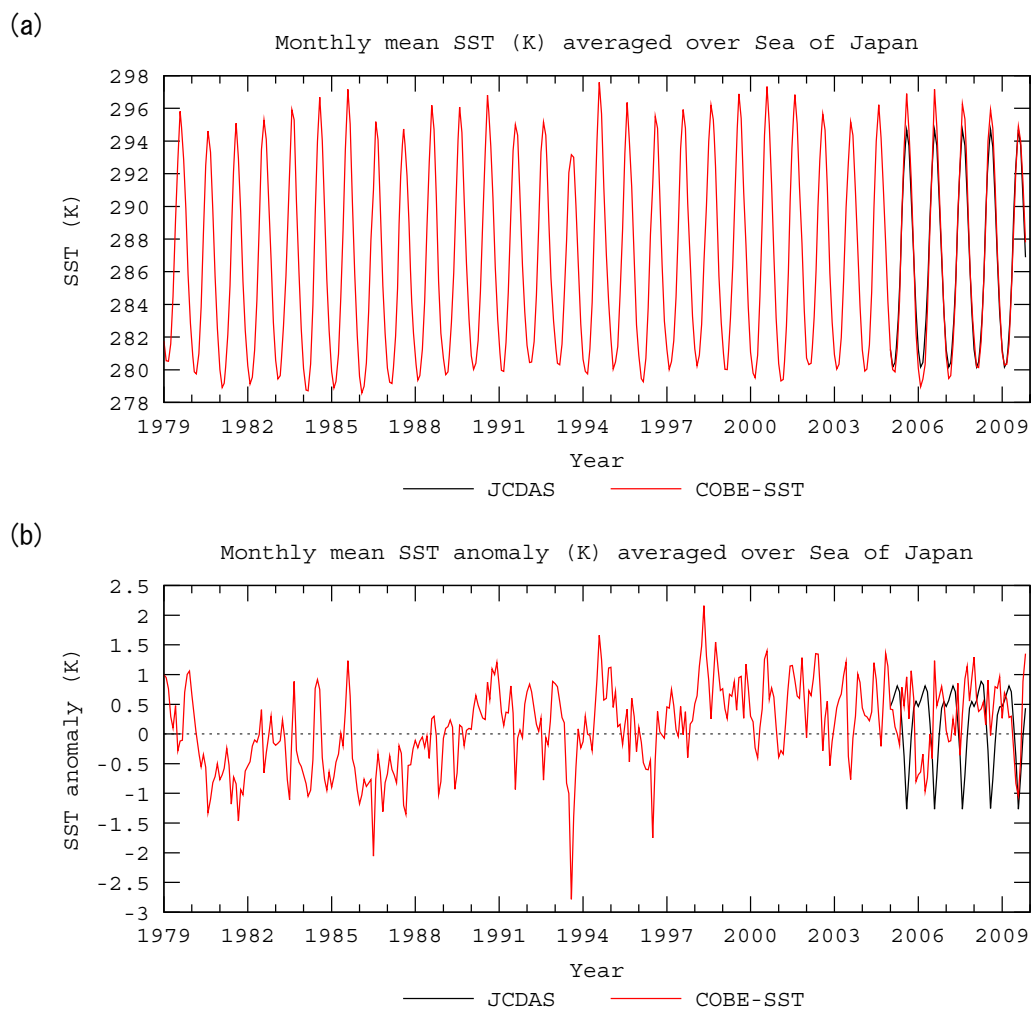 (a)
Monthly mean SST (K) averaged over Sea of Japan
298
296
294
292
290
288
286
284
282
280
278
SST (K)
1979 1982 1985 1988 1991 1994 1997 2000 2003 2006 2009
Year
JCDAS COBE-SST
(b)
Monthly mean SST anomaly (K) averaged over Sea of Japan
2.5
2
1.5
1
0.5
0
-0.5
-1
-1.5
-2
-2.5
-3
SST anomaly (K)
1979 1982 1985 1988 1991 1994 1997 2000 2003 2006 2009
Year
JCDAS COBE-SST